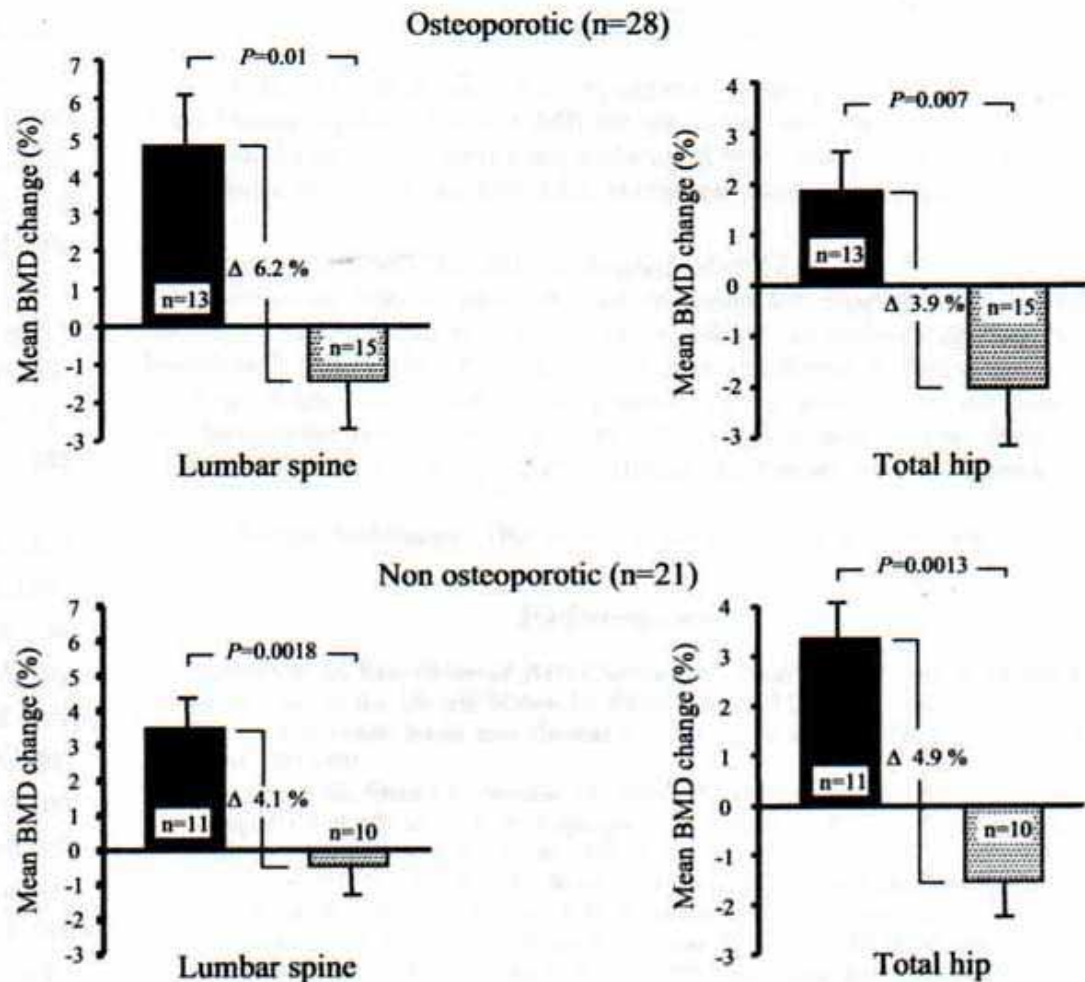 Osteoporotic (n=28)
Mean BMD change (%)
7
6
5
4
3
2
1
0
-1
-2
-3
P=0.01
n=13
Δ 6.2 %
n=15
Lumbar spine
Mean BMD change (%)
4
3
2
1
0
-1
-2
-3
P=0.007
n=13
Δ 3.9 %
n=15
Total hip
Non osteoporotic (n=21)
Mean BMD change (%)
7
6
5
4
3
2
1
0
-1
-2
-3
P=0.0018
n=11
Δ 4.1 %
n=10
Lumbar spine
Mean BMD change (%)
4
3
2
1
0
-1
-2
-3
P=0.0013
n=11
Δ 4.9 %
n=10
Total hip